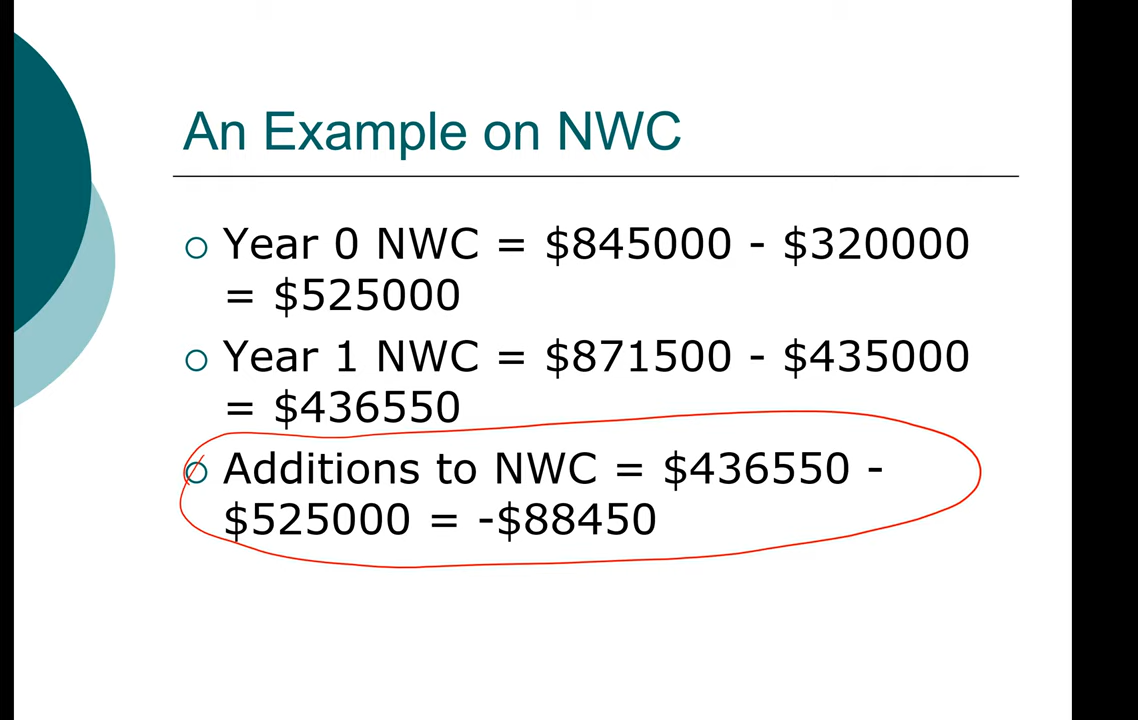 An Example on NWC
Year 0 NWC = $845000 - $320000
= $525000
Year 1 NWC = $871500 - $435000
= $436550
Additions to NWC = $436550 -
$525000 = -$88450